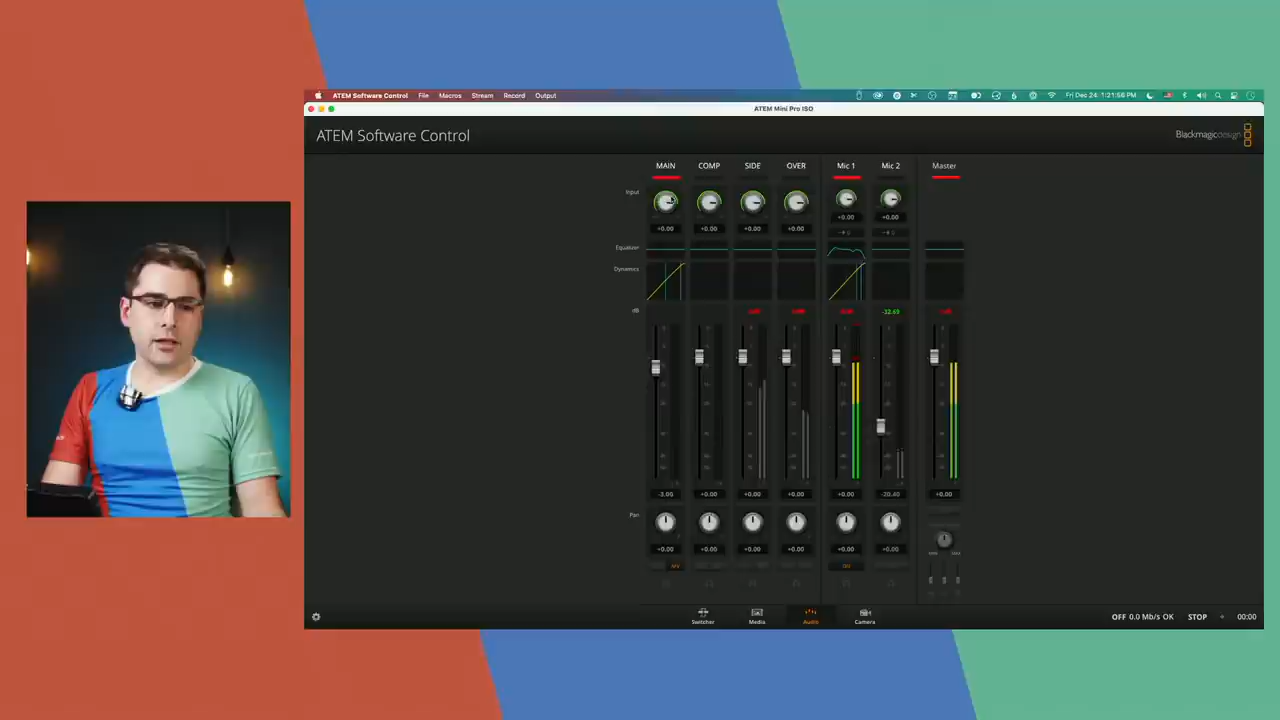 ATEM Software Control File Macros Stream Record Output Fri Dec 24 1:21:56 PM
ATEM Mini Pro ISO
ATEM Software Control
Blackmagicdesign
MAIN COMP SIDE OVER Mic 1 Mic 2 Master
Input
+0.00 +0.00
+0.00 +0.00 +0.00 +0.00
Equalizer
Dynamics
dB
-32.69
-3.00 +0.00 +0.00 +0.00 +0.00 -20.40 +0.00
Pan
+0.00 +0.00 +0.00 +0.00 +0.00 +0.00
AFV ON
Switcher Media Audio Camera
OFF 0.0 Mb/s OK STOP 00:00